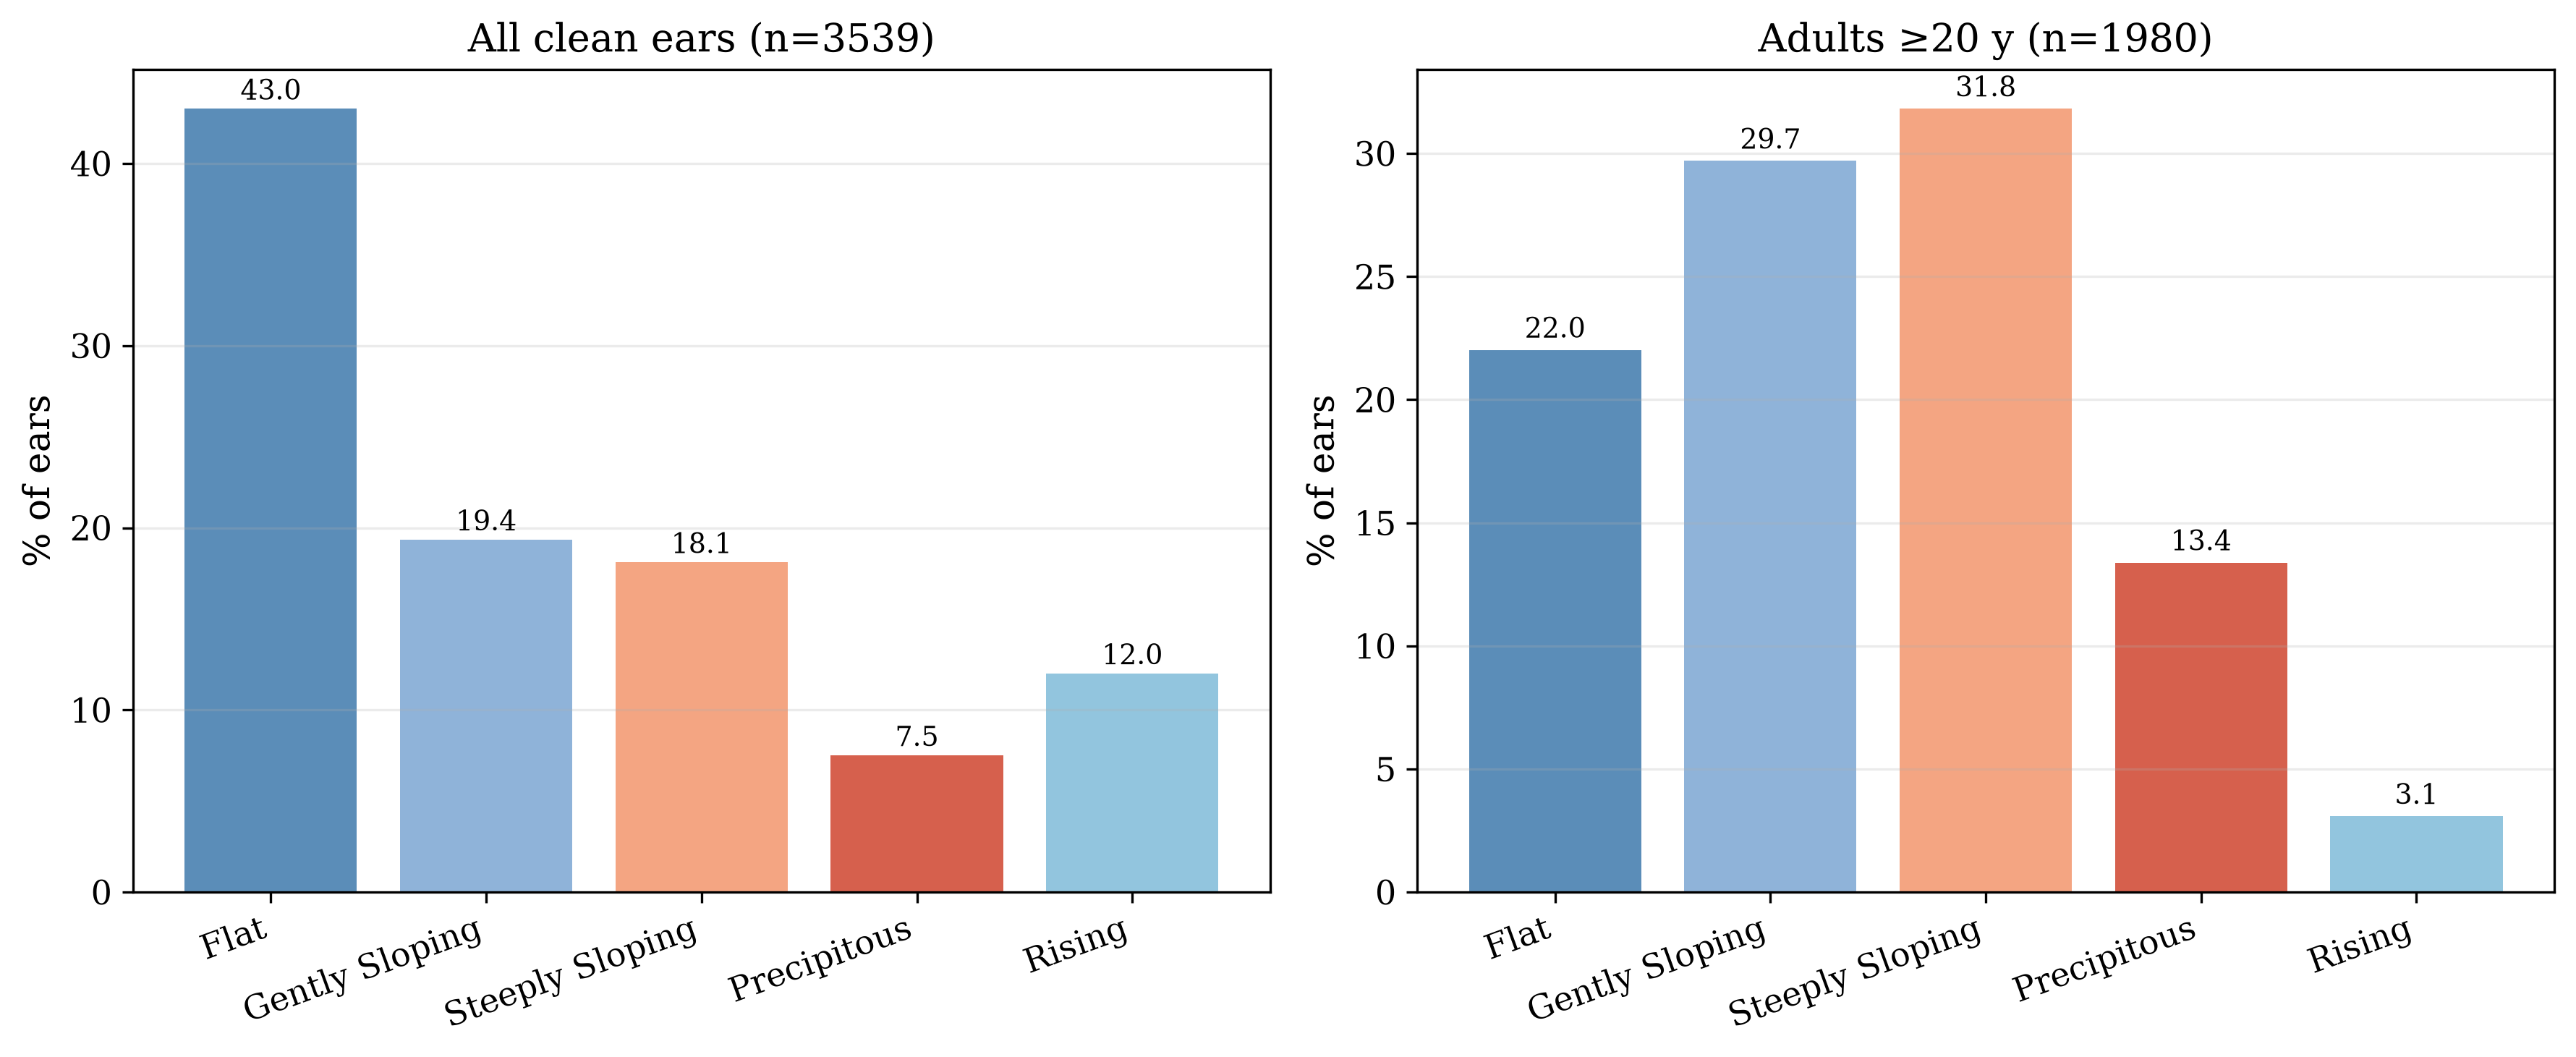 All clean ears (n=3539)
% of ears
40
30
20
10
0
43.0
19.4
18.1
7.5
12.0
Flat
Gently Sloping
Steeply Sloping
Precipitous
Rising
Adults ≥20 y (n=1980)
% of ears
30
25
20
15
10
5
0
22.0
29.7
31.8
13.4
3.1
Flat
Gently Sloping
Steeply Sloping
Precipitous
Rising